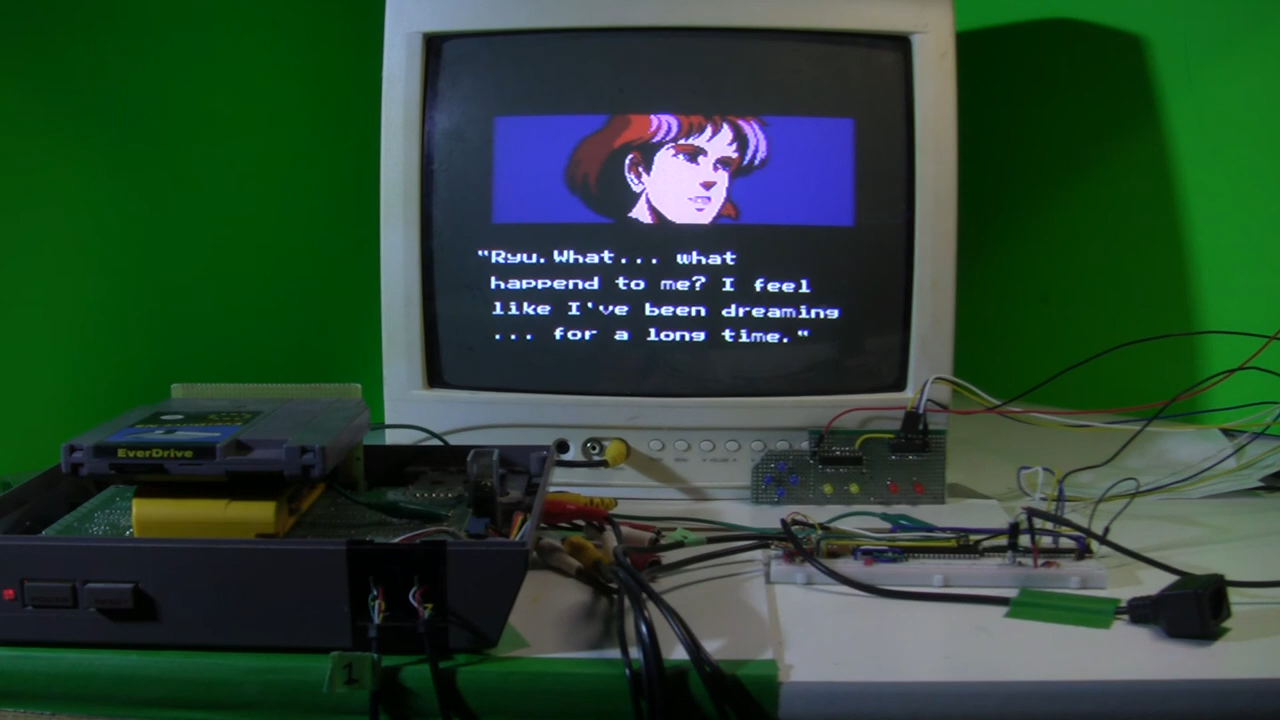 "Ryu.What... what
happend to me? I feel
like I've been dreaming
... for a long time."
EverDrive
1